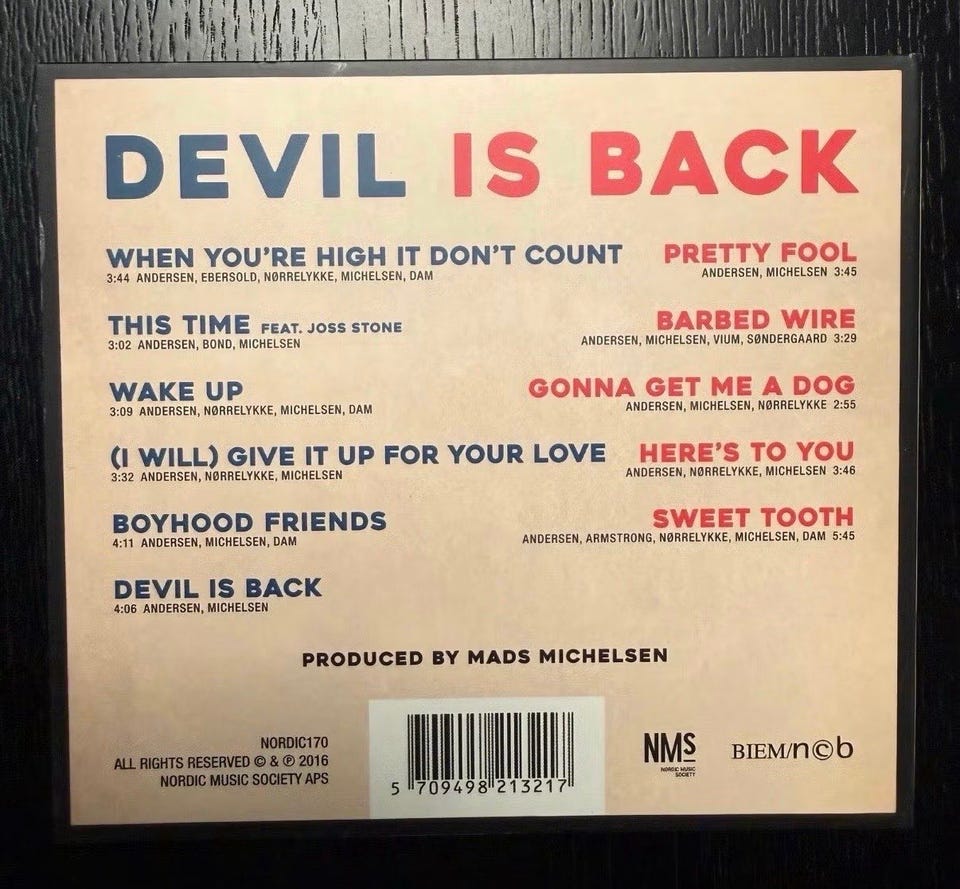 DEVIL IS BACK
WHEN YOU'RE HIGH IT DON'T COUNT
3:44 ANDERSEN, EBERSOLD, NØRRELYKKE, MICHELSEN, DAM
THIS TIME FEAT. JOSS STONE
3:02 ANDERSEN, BOND, MICHELSEN
WAKE UP
3:09 ANDERSEN, NØRRELYKKE, MICHELSEN, DAM
(I WILL) GIVE IT UP FOR YOUR LOVE
3:32 ANDERSEN, NØRRELYKKE, MICHELSEN
BOYHOOD FRIENDS
4:11 ANDERSEN, MICHELSEN, DAM
DEVIL IS BACK
4:06 ANDERSEN, MICHELSEN
PRETTY FOOL
ANDERSEN, MICHELSEN 3:45
BARBED WIRE
ANDERSEN, MICHELSEN, VIUM, SØNDERGAARD 3:29
GONNA GET ME A DOG
ANDERSEN, MICHELSEN, NØRRELYKKE 2:55
HERE'S TO YOU
ANDERSEN, NØRRELYKKE, MICHELSEN 3:46
SWEET TOOTH
ANDERSEN, ARMSTRONG, NØRRELYKKE, MICHELSEN, DAM 5:45
PRODUCED BY MADS MICHELSEN
NORDIC170
ALL RIGHTS RESERVED © & ℗ 2016
NORDIC MUSIC SOCIETY APS
5 709498 213217
NMS
NORDIC MUSIC
SOCIETY
BIEM/n©b